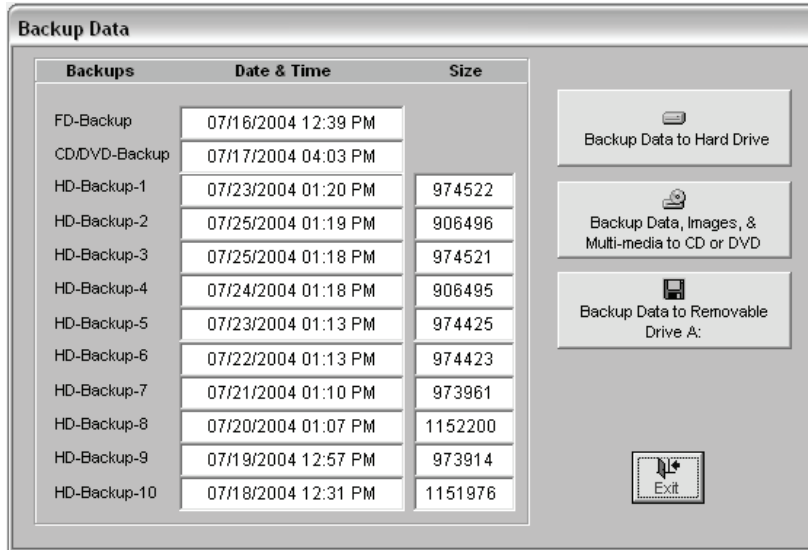 Backup Data
Backups Date & Time Size
FD-Backup 07/16/2004 12:39 PM
CD/DVD-Backup 07/17/2004 04:03 PM
HD-Backup-1 07/23/2004 01:20 PM 974522
HD-Backup-2 07/25/2004 01:19 PM 906496
HD-Backup-3 07/25/2004 01:18 PM 974521
HD-Backup-4 07/24/2004 01:18 PM 906495
HD-Backup-5 07/23/2004 01:13 PM 974425
HD-Backup-6 07/22/2004 01:13 PM 974423
HD-Backup-7 07/21/2004 01:10 PM 973961
HD-Backup-8 07/20/2004 01:07 PM 1152200
HD-Backup-9 07/19/2004 12:57 PM 973914
HD-Backup-10 07/18/2004 12:31 PM 1151976
Backup Data to Hard Drive
Backup Data, Images, &
Multi-media to CD or DVD
Backup Data to Removable
Drive A:
Exit